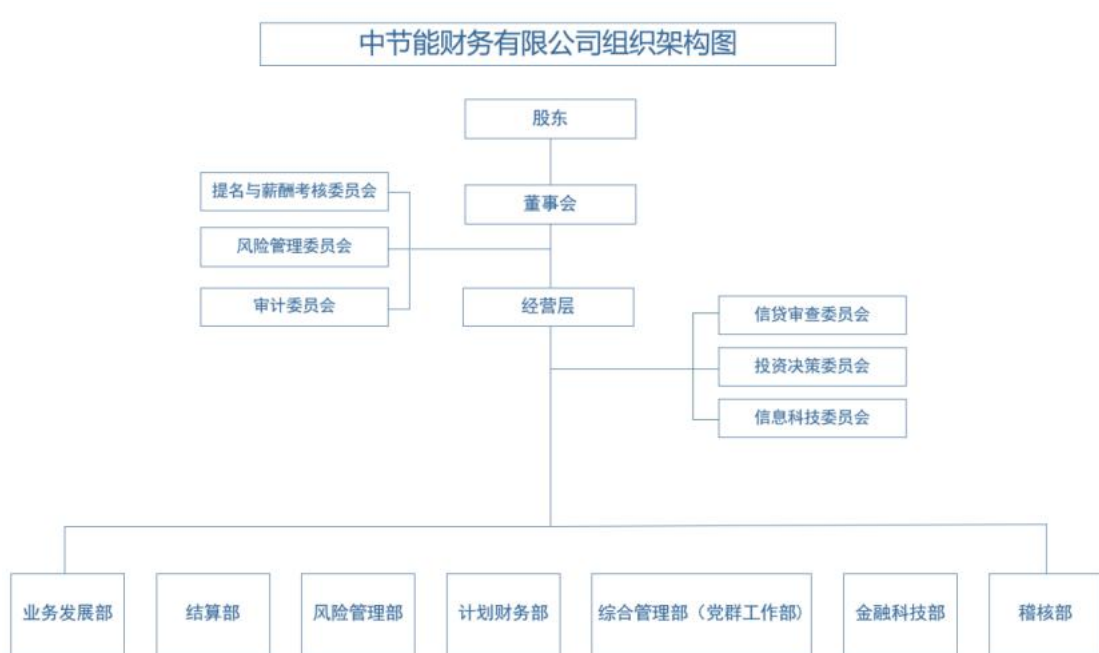 中节能财务有限公司组织架构图
股东
提名与薪酬考核委员会
董事会
风险管理委员会
审计委员会
经营层
信贷审查委员会
投资决策委员会
信息科技委员会
业务发展部
结算部
风险管理部
计划财务部
综合管理部（党群工作部）
金融科技部
稽核部